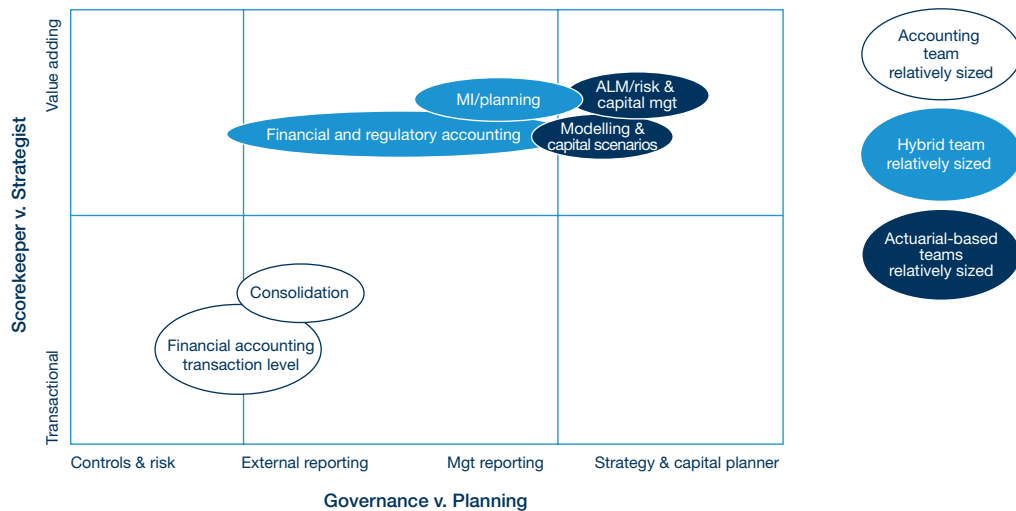 Scorekeeper v. Strategist
Value adding
Transactional
MI/planning
ALM/risk &
capital mgt
Financial and regulatory accounting
Modelling &
capital scenarios
Consolidation
Financial accounting
transaction level
Controls & risk
External reporting
Mgt reporting
Strategy & capital planner
Governance v. Planning
Accounting
team
relatively sized
Hybrid team
relatively sized
Actuarial-based
teams
relatively sized